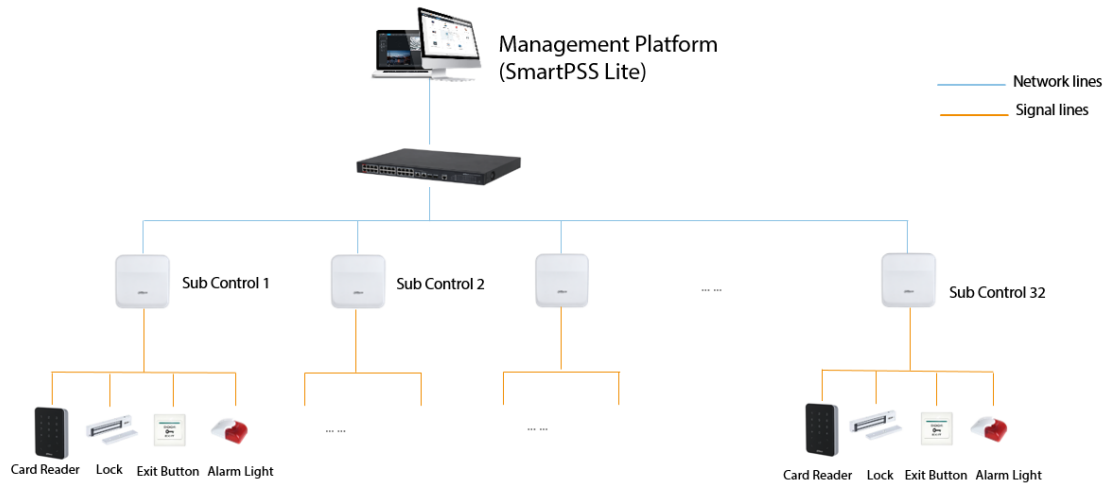 Management Platform
(SmartPSS Lite)
Network lines
Signal lines
Sub Control 1
Sub Control 2
... ...
Sub Control 32
... ...
... ...
Card Reader
Lock
Exit Button
Alarm Light
Card Reader
Lock
Exit Button
Alarm Light